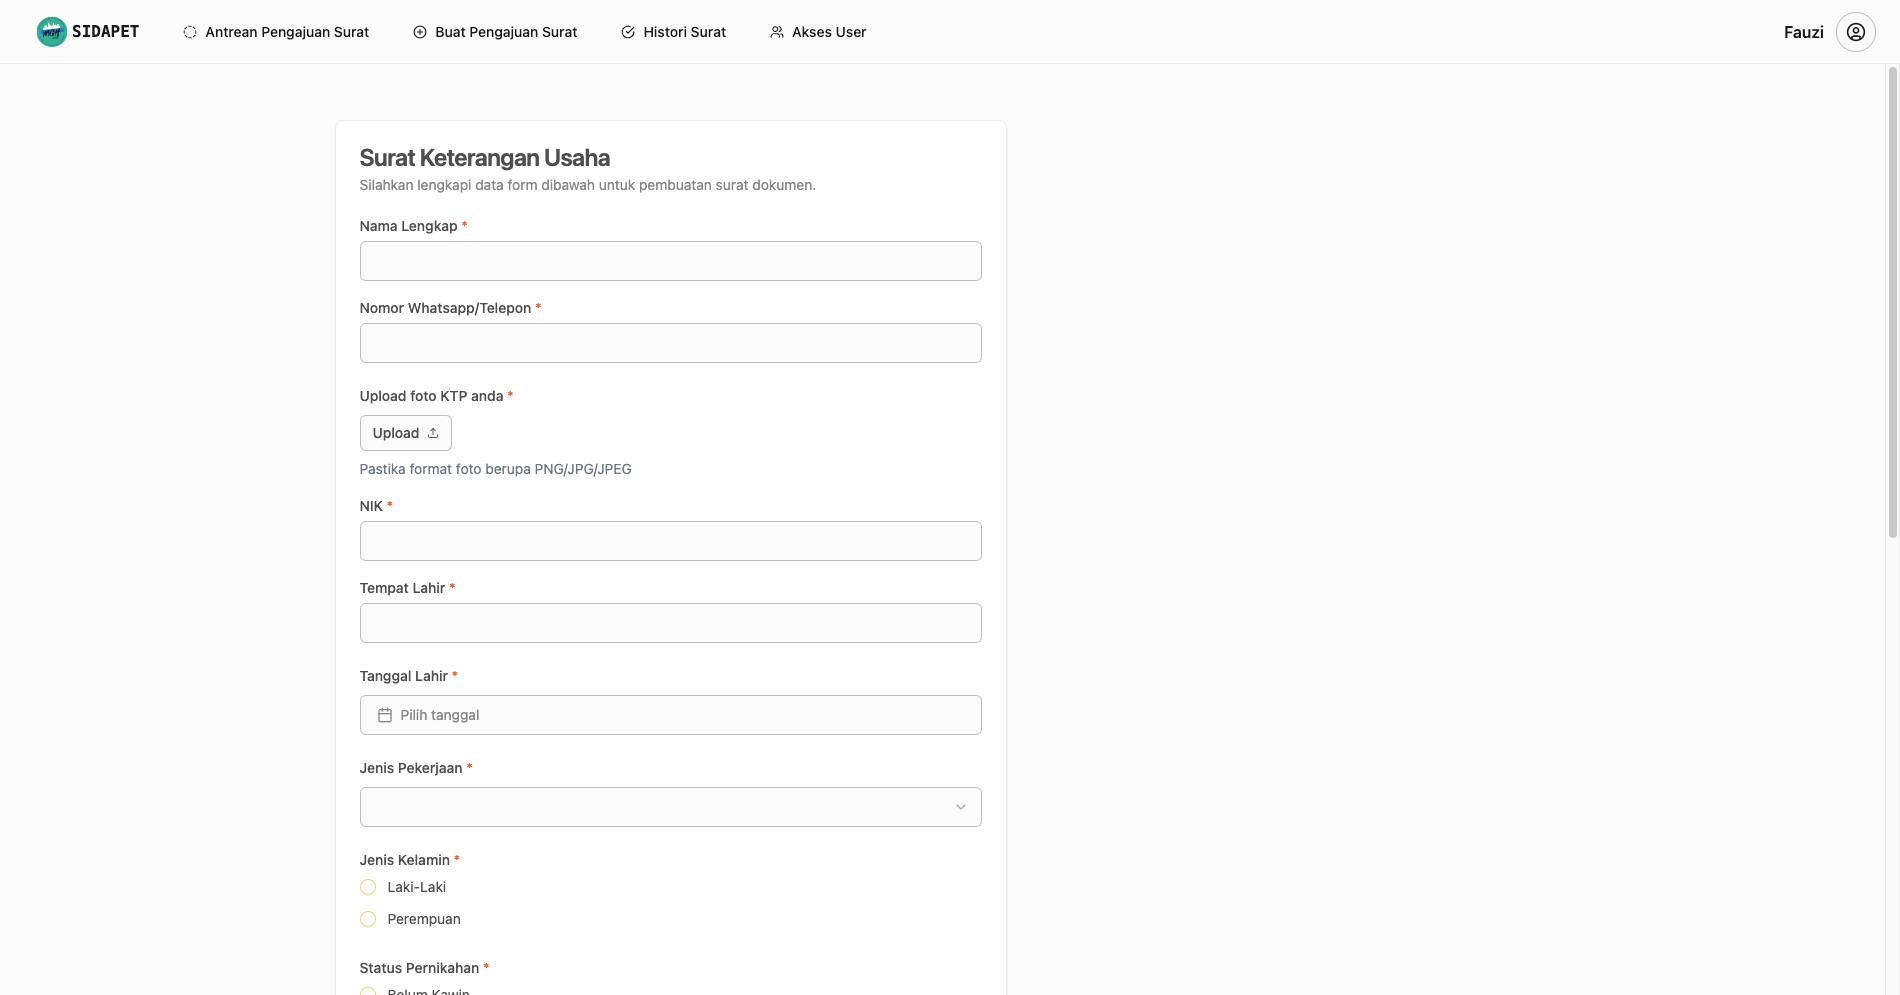 SIDAPET
Antrean Pengajuan Surat
Buat Pengajuan Surat
Histori Surat
Akses User
Fauzi
Surat Keterangan Usaha
Silahkan lengkapi data form dibawah untuk pembuatan surat dokumen.
Nama Lengkap *
Nomor Whatsapp/Telepon *
Upload foto KTP anda *
Upload
Pastika format foto berupa PNG/JPG/JPEG
NIK *
Tempat Lahir *
Tanggal Lahir *
Pilih tanggal
Jenis Pekerjaan *
Jenis Kelamin *
Laki-Laki
Perempuan
Status Pernikahan *
Belum Kawin